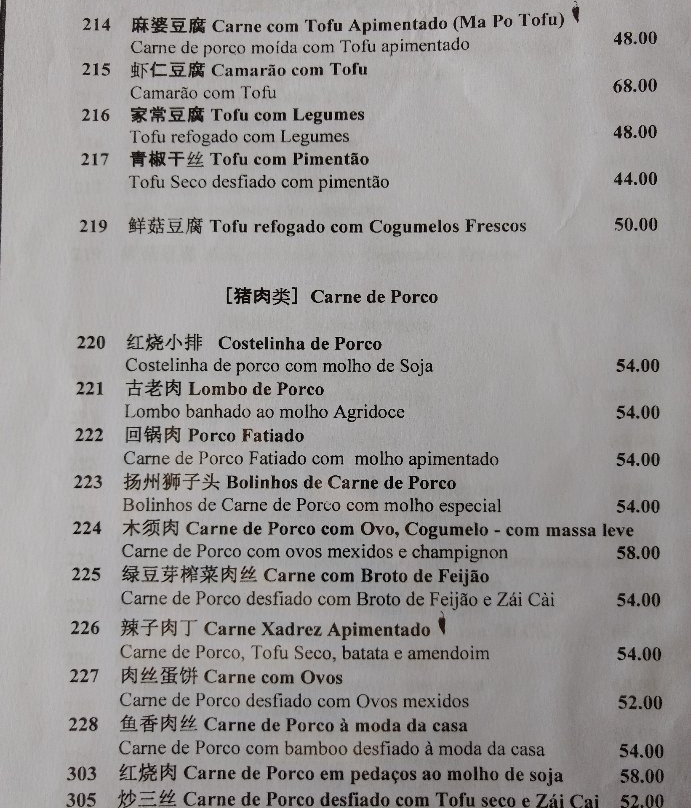 214 麻婆豆腐 Carne com Tofu Apimentado (Ma Po Tofu)
Carne de porco moída com Tofu apimentado 48.00
215 虾仁豆腐 Camarão com Tofu
Camarão com Tofu 68.00
216 家常豆腐 Tofu com Legumes
Tofu refogado com Legumes 48.00
217 青椒干丝 Tofu com Pimentão
Tofu Seco desfiado com pimentão 44.00
219 鲜菇豆腐 Tofu refogado com Cogumelos Frescos 50.00
[猪肉类] Carne de Porco
220 红烧小排 Costelinha de Porco
Costelinha de porco com molho de Soja 54.00
221 古老肉 Lombo de Porco
Lombo banhado ao molho Agridoce 54.00
222 回锅肉 Porco Fatiado
Carne de Porco Fatiado com molho apimentado 54.00
223 扬州狮子头 Bolinhos de Carne de Porco
Bolinhos de Carne de Porco com molho especial 54.00
224 木须肉 Carne de Porco com Ovo, Cogumelo - com massa leve
Carne de Porco com ovos mexidos e champignon 58.00
225 绿豆芽榨菜肉丝 Carne com Broto de Feijão
Carne de Porco desfiado com Broto de Feijão e Zái Cài 54.00
226 辣子肉丁 Carne Xadrez Apimentado
Carne de Porco, Tofu Seco, batata e amendoim 54.00
227 肉丝蛋饼 Carne com Ovos
Carne de Porco desfiado com Ovos mexidos 52.00
228 鱼香肉丝 Carne de Porco à moda da casa
Carne de Porco com bamboo desfiado à moda da casa 54.00
303 红烧肉 Carne de Porco em pedaços ao molho de soja 58.00
305 炒三丝 Carne de Porco desfiado com Tofu seco e Zái Cai 52.00